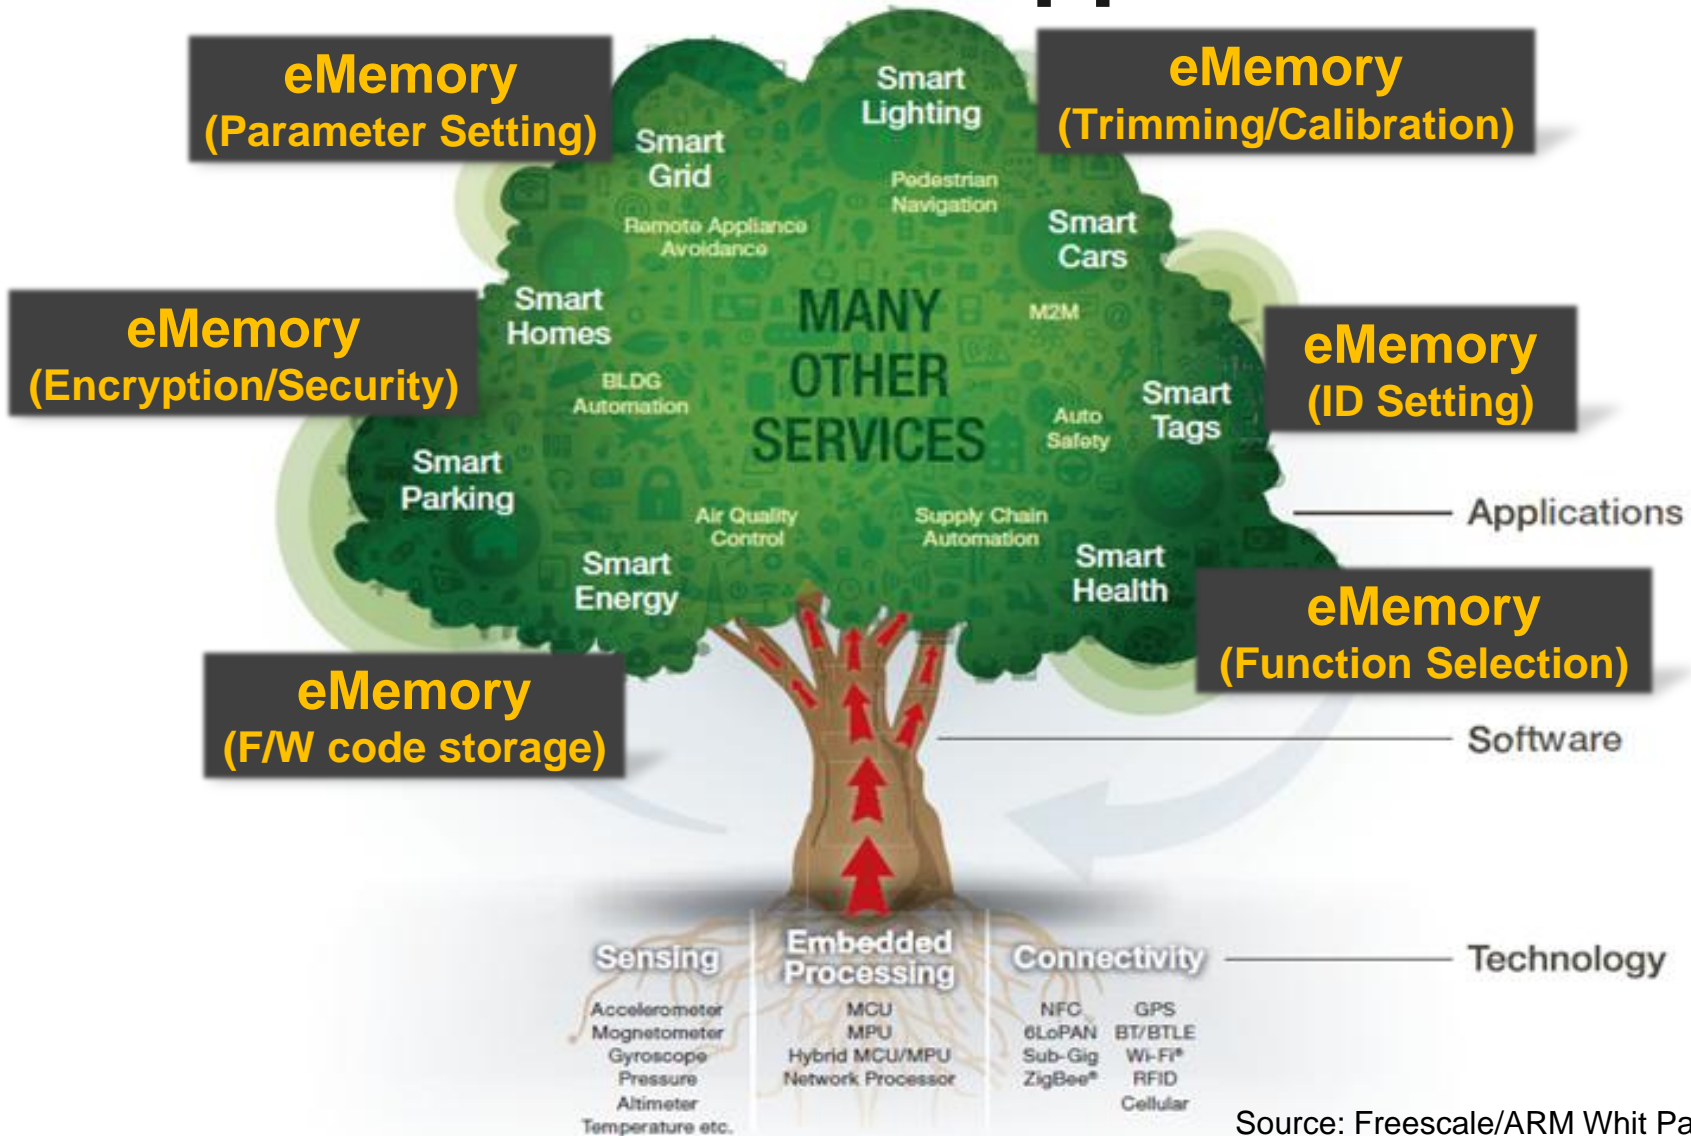 eMemory
(Parameter Setting)
eMemory
(Trimming/Calibration)
Smart
Lighting
Smart
Grid
Pedestrian
Navigation
Remote Appliance
Avoidance
Smart
Cars
eMemory
(Encryption/Security)
Smart
Homes
MANY
OTHER
SERVICES
M2M
eMemory
(ID Setting)
BLDG
Automation
Auto
Safety
Smart
Tags
Smart
Parking
Air Quality
Control
Supply Chain
Automation
Applications
Smart
Energy
Smart
Health
eMemory
(Function Selection)
eMemory
(F/W code storage)
Software
Sensing
Embedded
Processing
Connectivity
Technology
Accelerometer
Mognetometer
Gyroscope
Pressure
Altimeter
Temperature etc.
MCU
MPU
Hybrid MCU/MPU
Network Processor
NFC GPS
6LoPAN BT/BTLE
Sub-Gig Wi-Fi®
ZigBee® RFID
Cellular
Source: Freescale/ARM Whit Pa